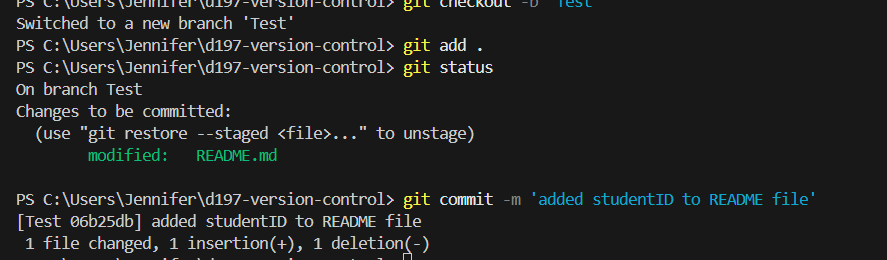 PS C:\Users\Jennifer\d197-version-control> git checkout -b 'Test'
Switched to a new branch 'Test'
PS C:\Users\Jennifer\d197-version-control> git add .
PS C:\Users\Jennifer\d197-version-control> git status
On branch Test
Changes to be committed:
  (use "git restore --staged <file>..." to unstage)
        modified:   README.md

PS C:\Users\Jennifer\d197-version-control> git commit -m 'added studentID to README file'
[Test 06b25db] added studentID to README file
 1 file changed, 1 insertion(+), 1 deletion(-)